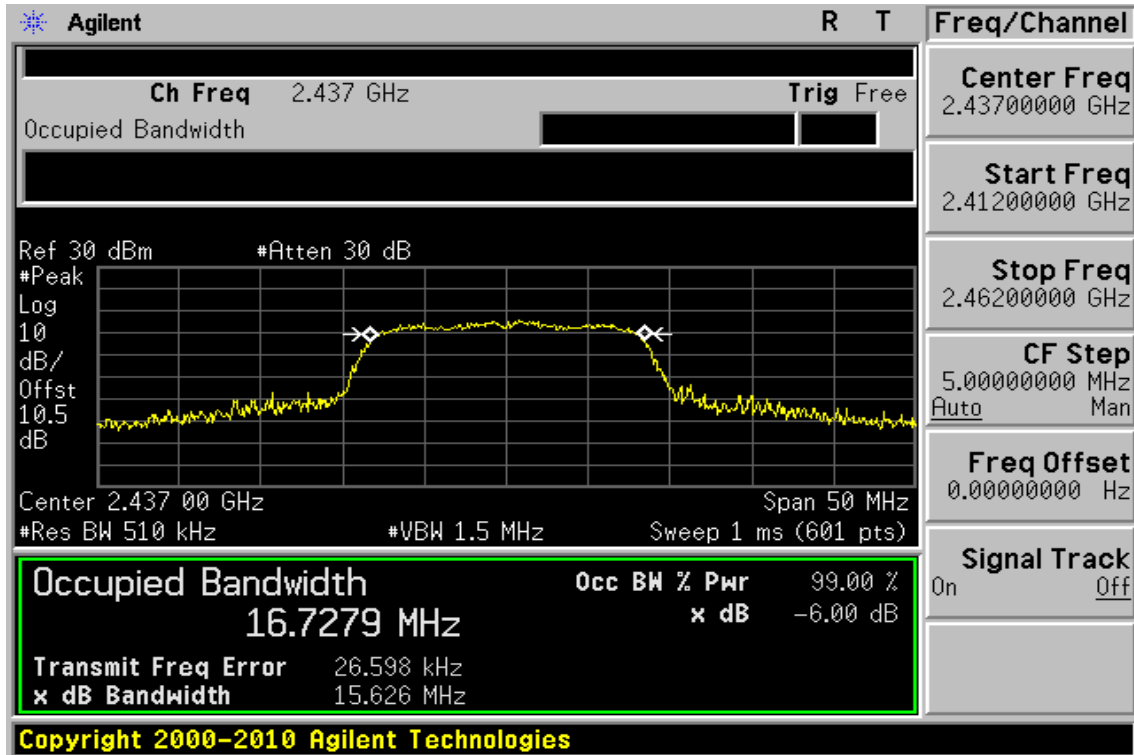 Agilent R T
Freq/Channel
Ch Freq 2.437 GHz Trig Free
Occupied Bandwidth
Center Freq
2.43700000 GHz
Start Freq
2.41200000 GHz
Stop Freq
2.46200000 GHz
CF Step
5.00000000 MHz
Auto Man
Freq Offset
0.00000000 Hz
Signal Track
On Off
Ref 30 dBm #Atten 30 dB
#Peak
Log
10
dB/
Offst
10.5
dB
Center 2.437 00 GHz Span 50 MHz
#Res BW 510 kHz #VBW 1.5 MHz Sweep 1 ms (601 pts)
Occupied Bandwidth Occ BW % Pwr 99.00 %
16.7279 MHz x dB -6.00 dB
Transmit Freq Error 26.598 kHz
x dB Bandwidth 15.626 MHz
Copyright 2000-2010 Agilent Technologies